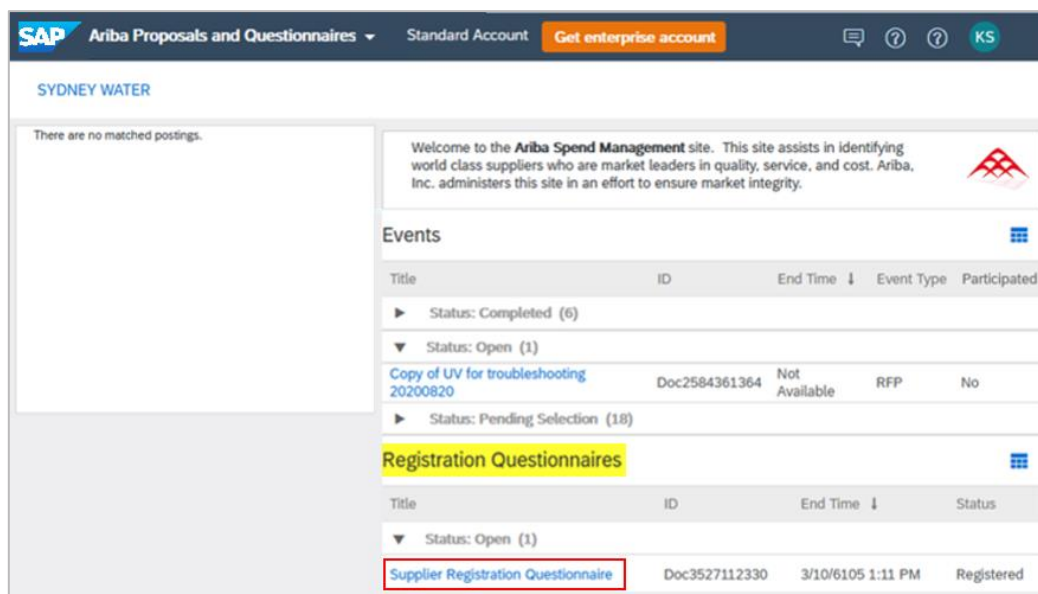 SAP Ariba Proposals and Questionnaires Standard Account Get enterprise account KS
SYDNEY WATER
There are no matched postings.
Welcome to the Ariba Spend Management site. This site assists in identifying
world class suppliers who are market leaders in quality, service, and cost. Ariba,
Inc. administers this site in an effort to ensure market integrity.
Events
Title ID End Time ↓ Event Type Participated
► Status: Completed (6)
▼ Status: Open (1)
Copy of UV for troubleshooting
20200820 Doc2584361364 Not
Available RFP No
► Status: Pending Selection (18)
Registration Questionnaires
Title ID End Time ↓ Status
▼ Status: Open (1)
Supplier Registration Questionnaire Doc3527112330 3/10/6105 1:11 PM Registered